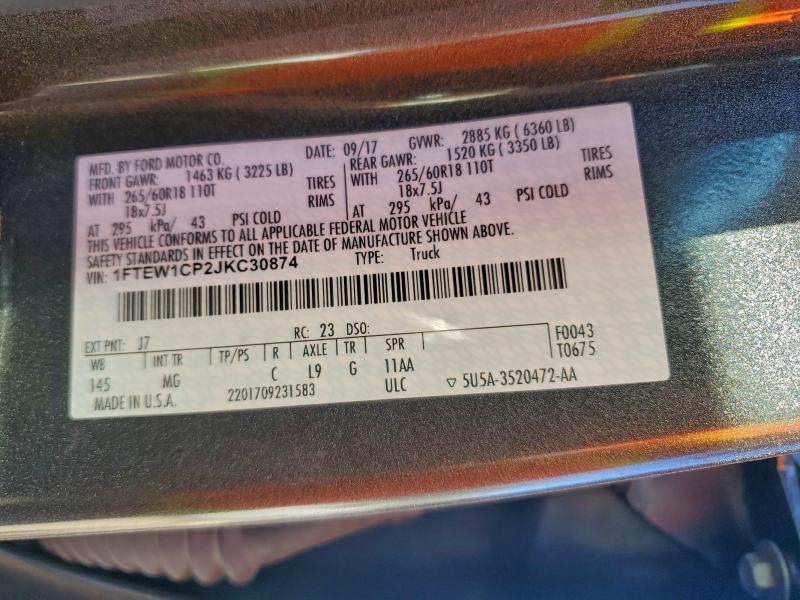 MFD. BY FORD MOTOR CO. DATE: 09/17 GVWR: 2885 KG ( 6360 LB)
FRONT GAWR: 1463 KG ( 3225 LB) REAR GAWR: 1520 KG ( 3350 LB)
WITH 265/60R18 110T TIRES WITH 265/60R18 110T TIRES
18x7.5J RIMS 18x7.5J RIMS
AT 295 kPa/ 43 PSI COLD AT 295 kPa/ 43 PSI COLD
THIS VEHICLE CONFORMS TO ALL APPLICABLE FEDERAL MOTOR VEHICLE
SAFETY STANDARDS IN EFFECT ON THE DATE OF MANUFACTURE SHOWN ABOVE.
VIN: 1FTEW1CP2JKC30874 TYPE: Truck
EXT PNT: J7 RC: 23 DSO: F0043
WB INT TR TP/PS R AXLE TR SPR T0675
145 MG C L9 G 11AA
MADE IN U.S.A. 2201709231583 ULC ▽ 5U5A-3520472-AA